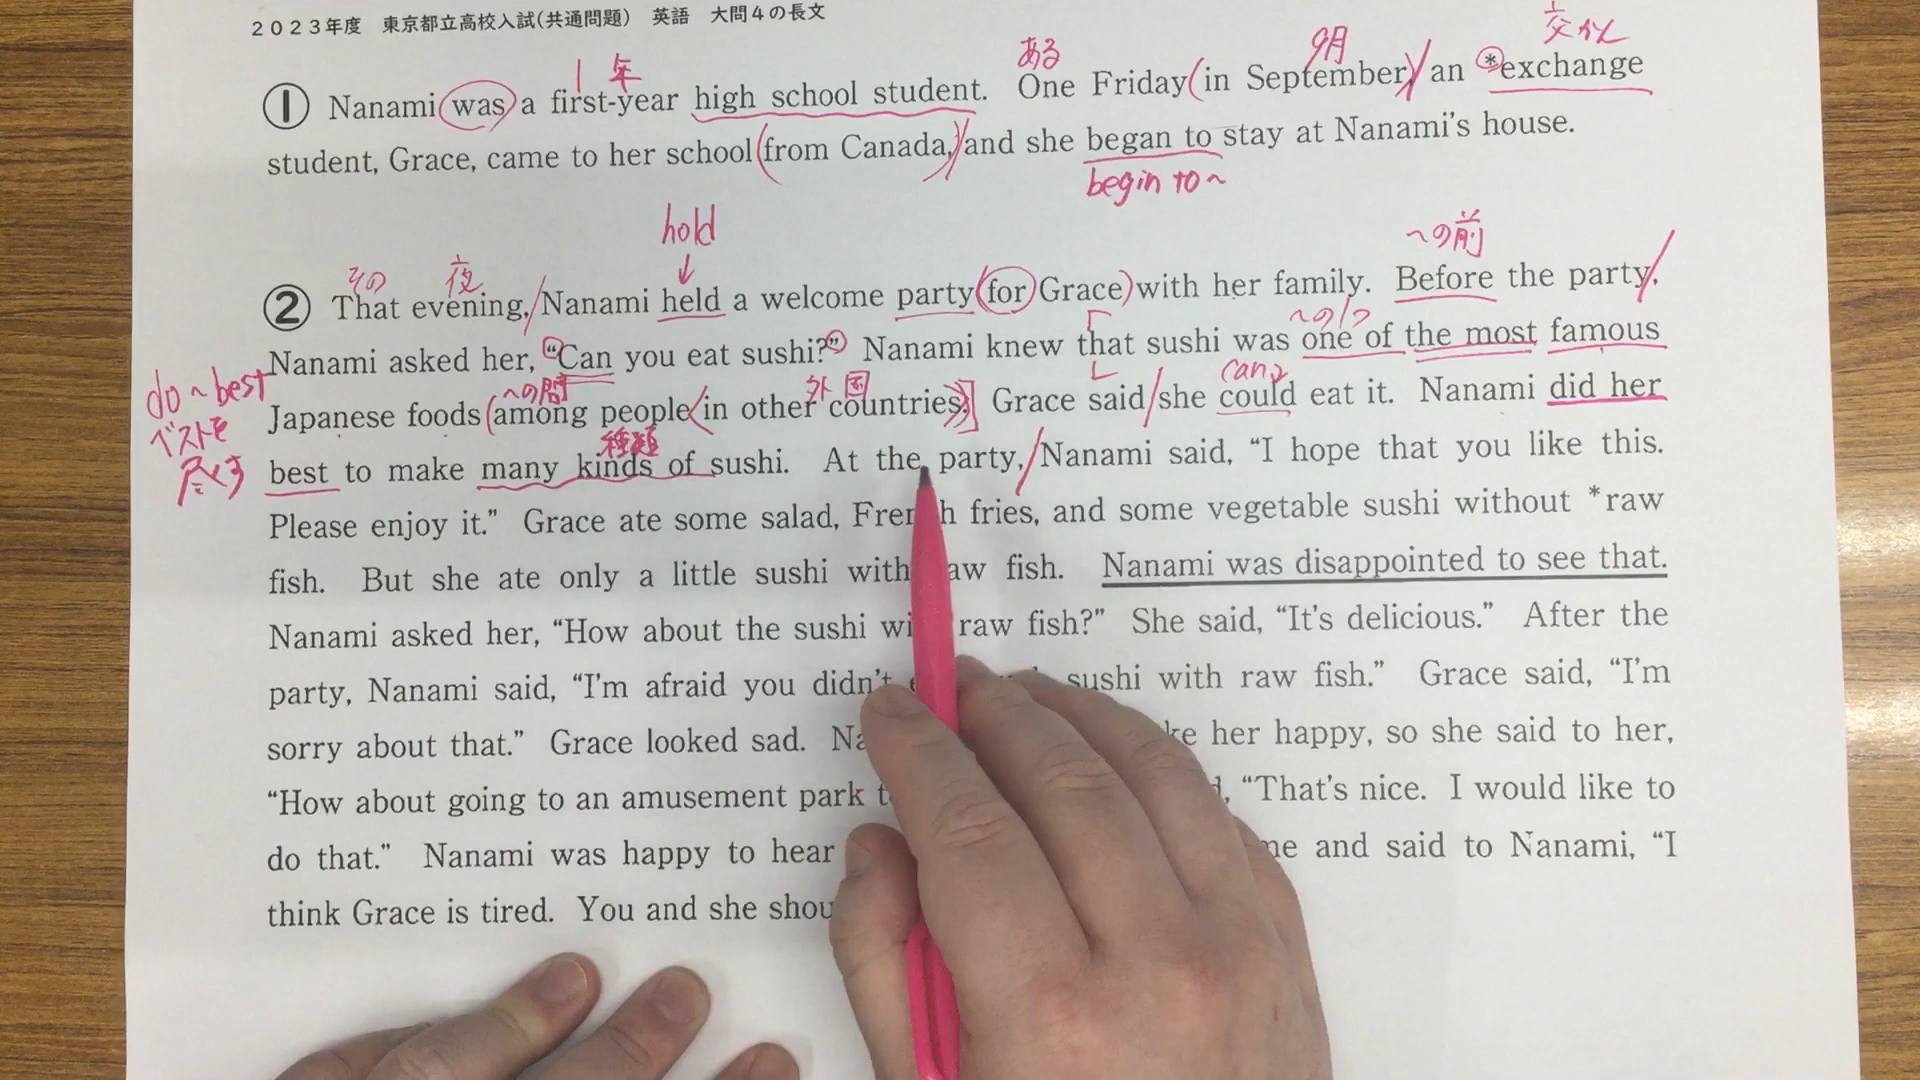 2023年度 東京都立高校入試(共通問題) 英語 大問4の長文
1年 ある 9月 交かん
① Nanami was a first-year high school student. One Friday in September, an *exchange
student, Grace, came to her school from Canada, and she began to stay at Nanami's house.
begin to~
hold
その 夜 ~の前
② That evening, Nanami held a welcome party for Grace with her family. Before the party,
~の1つ
Nanami asked her, “Can you eat sushi?” Nanami knew that sushi was one of the most famous
do~best ~の間 外国 can
Japanese foods among people in other countries. Grace said she could eat it. Nanami did her
ベストを 種類
尽くす
best to make many kinds of sushi. At the party, Nanami said, “I hope that you like this.
Please enjoy it.” Grace ate some salad, French fries, and some vegetable sushi without *raw
fish. But she ate only a little sushi with raw fish. Nanami was disappointed to see that.
Nanami asked her, “How about the sushi with raw fish?” She said, “It's delicious.” After the
party, Nanami said, “I'm afraid you didn't sushi with raw fish.” Grace said, “I'm
sorry about that.” Grace looked sad. her happy, so she said to her,
“How about going to an amusement park “That's nice. I would like to
do that.” Nanami was happy to hear and said to Nanami, “I
think Grace is tired. You and she